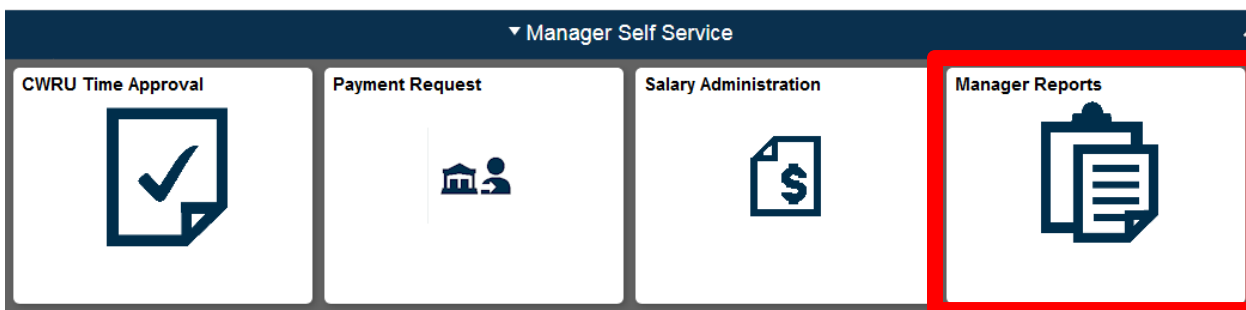 Manager Self Service
CWRU Time Approval
Payment Request
Salary Administration
Manager Reports
$